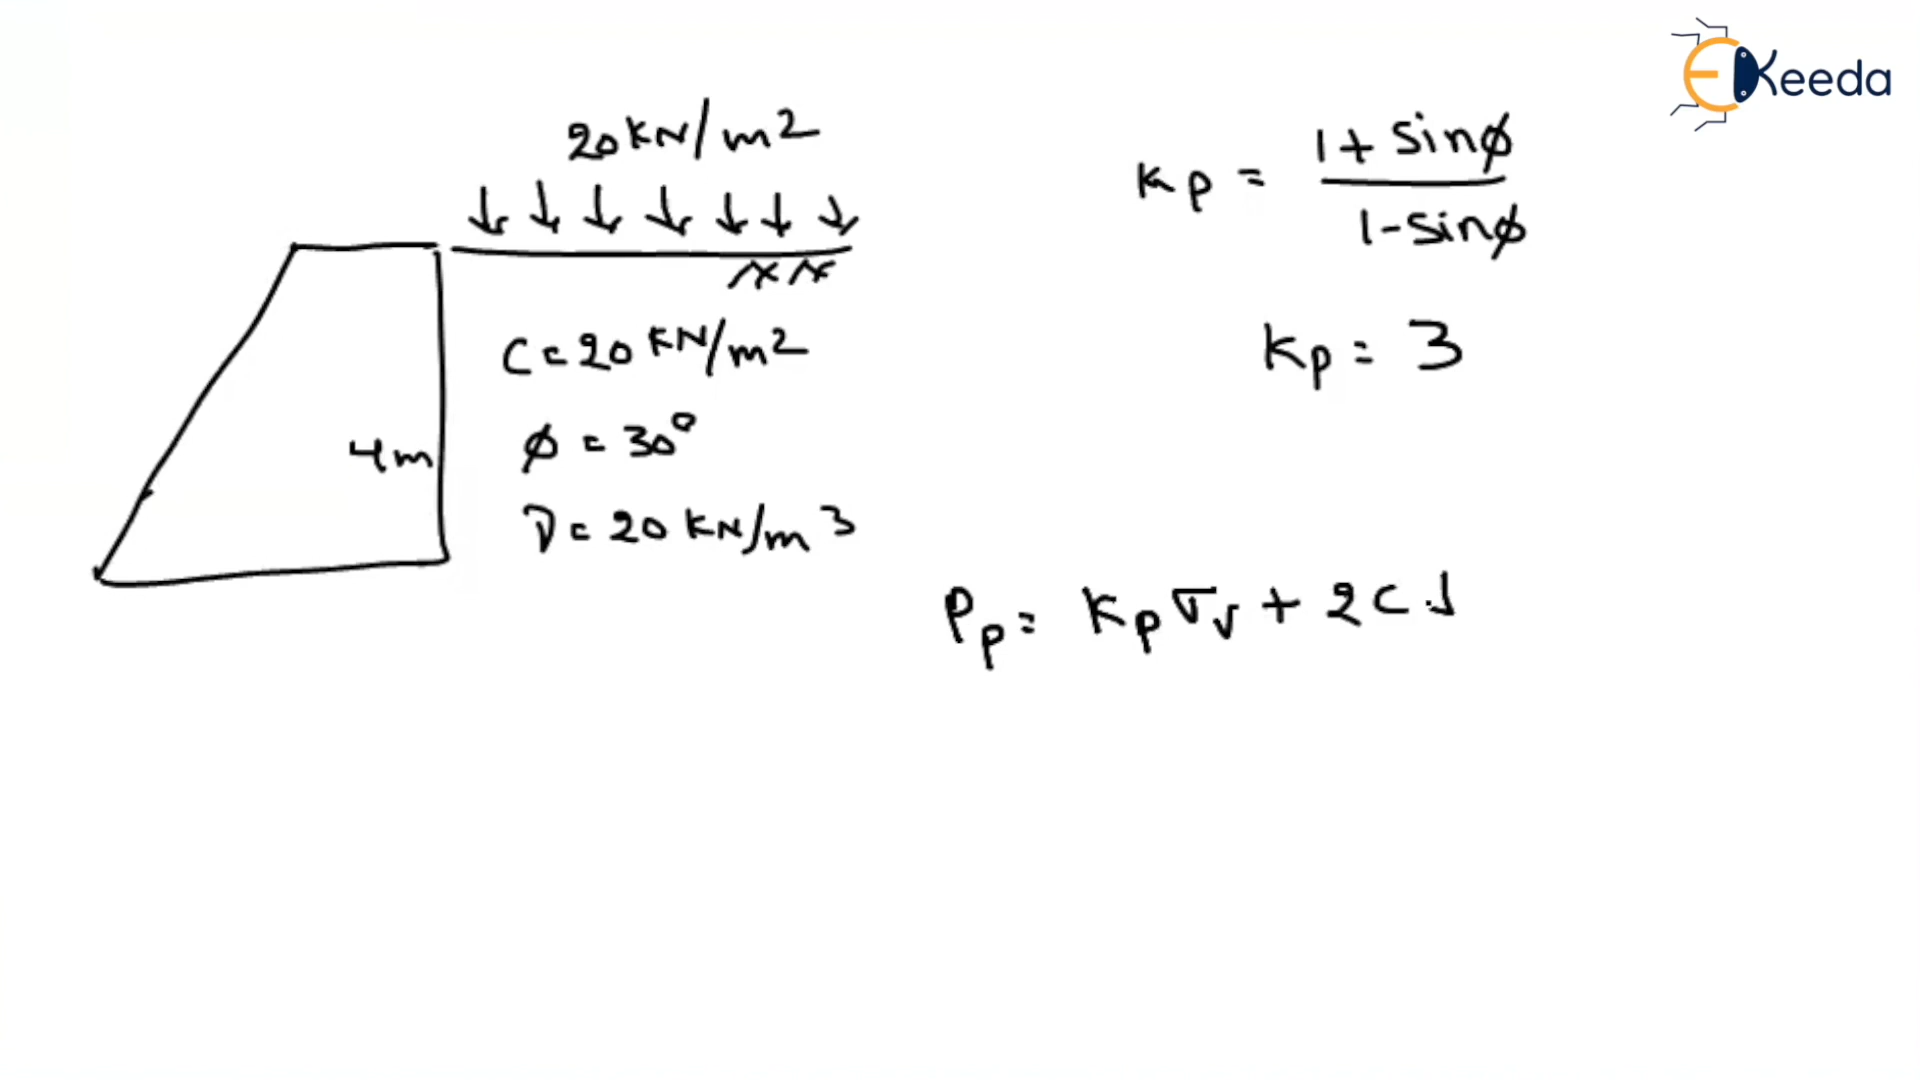 EKeeda
20 KN/m2
Kp = 1 + sinϕ
1 - sinϕ
C = 20 KN/m2
Kp = 3
ϕ = 30°
4m
γ = 20 KN/m3
Pp = Kp σv + 2C√